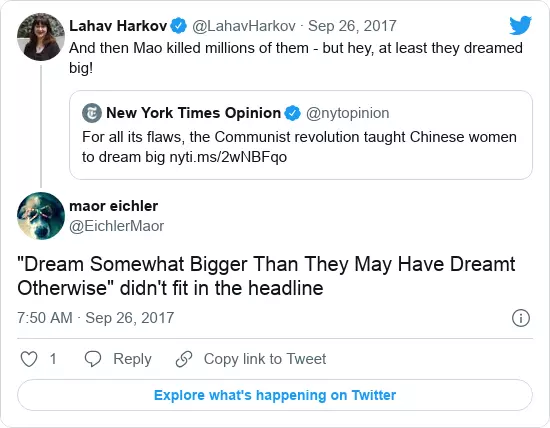 Lahav Harkov @LahavHarkov · Sep 26, 2017
And then Mao killed millions of them - but hey, at least they dreamed
big!
New York Times Opinion @nytopinion
For all its flaws, the Communist revolution taught Chinese women
to dream big nyti.ms/2wNBFqo
maor eichler
@EichlerMaor
"Dream Somewhat Bigger Than They May Have Dreamt
Otherwise" didn't fit in the headline
7:50 AM · Sep 26, 2017
1 Reply Copy link to Tweet
Explore what's happening on Twitter